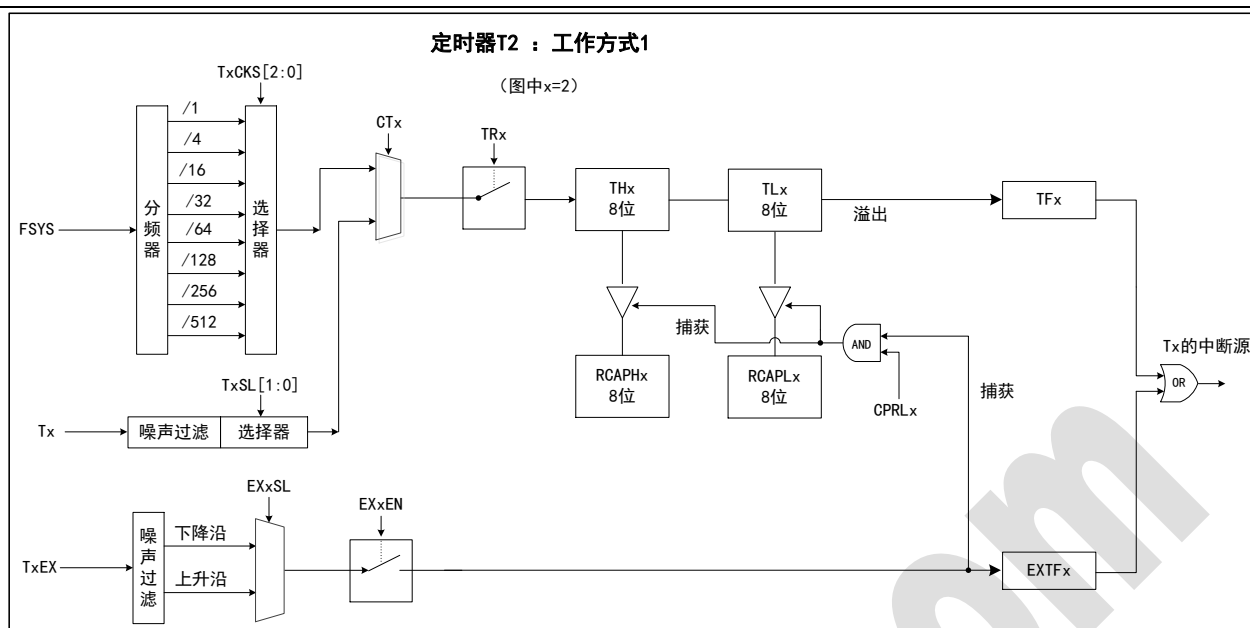 定时器T2 ：工作方式1
（图中x=2）
TxCKS[2:0]
/1
/4
/16
/32
/64
/128
/256
/512
FSYS
分频器
选择器
CTx
TRx
THx
8位
TLx
8位
溢出
TFx
捕获
AND
RCAPHx
8位
RCAPLx
8位
CPRLx
捕获
Tx的中断源
OR
TxSL[1:0]
Tx
噪声过滤
选择器
EXxSL
EXxEN
TxEX
噪声过滤
下降沿
上升沿
EXTFx